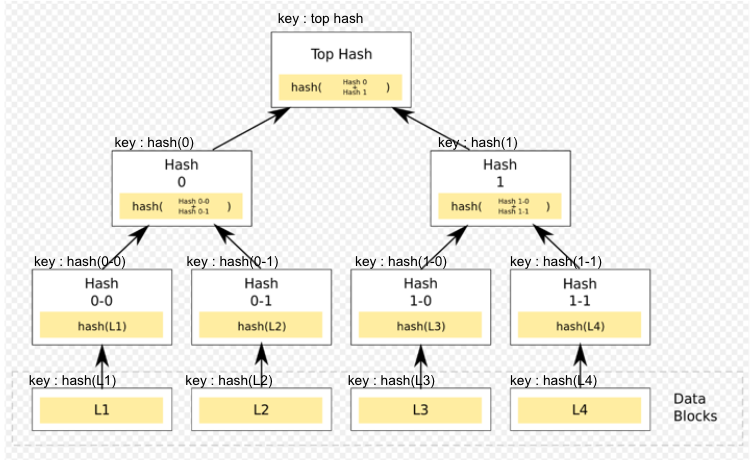 key : top hash
Top Hash
hash( Hash 0 + Hash 1 )
key : hash(0)
key : hash(1)
Hash
0
hash( Hash 0-0 + Hash 0-1 )
Hash
1
hash( Hash 1-0 + Hash 1-1 )
key : hash(0-0)
key : hash(0-1)
key : hash(1-0)
key : hash(1-1)
Hash
0-0
hash(L1)
Hash
0-1
hash(L2)
Hash
1-0
hash(L3)
Hash
1-1
hash(L4)
key : hash(L1)
key : hash(L2)
key : hash(L3)
key : hash(L4)
L1
L2
L3
L4
Data
Blocks